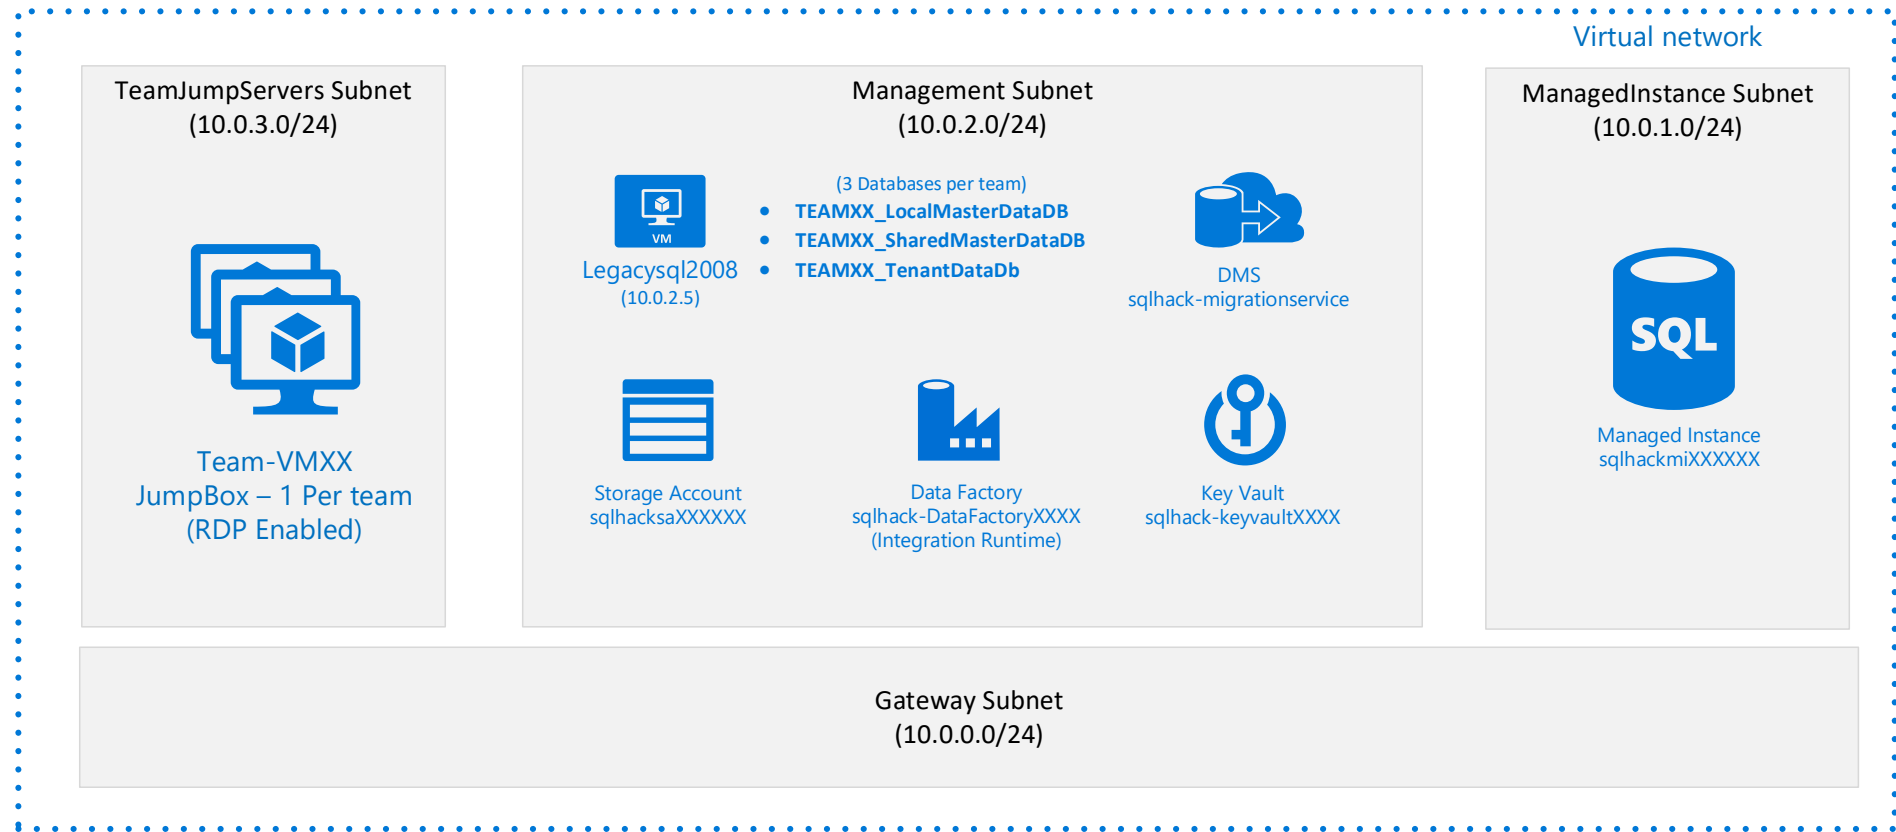 Virtual network
TeamJumpServers Subnet
(10.0.3.0/24)
Team-VMXX
JumpBox – 1 Per team
(RDP Enabled)
Management Subnet
(10.0.2.0/24)
VM
Legacysql2008
(10.0.2.5)
(3 Databases per team)
• TEAMXX_LocalMasterDataDB
• TEAMXX_SharedMasterDataDB
• TEAMXX_TenantDataDb
DMS
sqlhack-migrationservice
Storage Account
sqlhacksaXXXXXX
Data Factory
sqlhack-DataFactoryXXXX
(Integration Runtime)
Key Vault
sqlhack-keyvaultXXXX
ManagedInstance Subnet
(10.0.1.0/24)
SQL
Managed Instance
sqlhackmiXXXXXX
Gateway Subnet
(10.0.0.0/24)